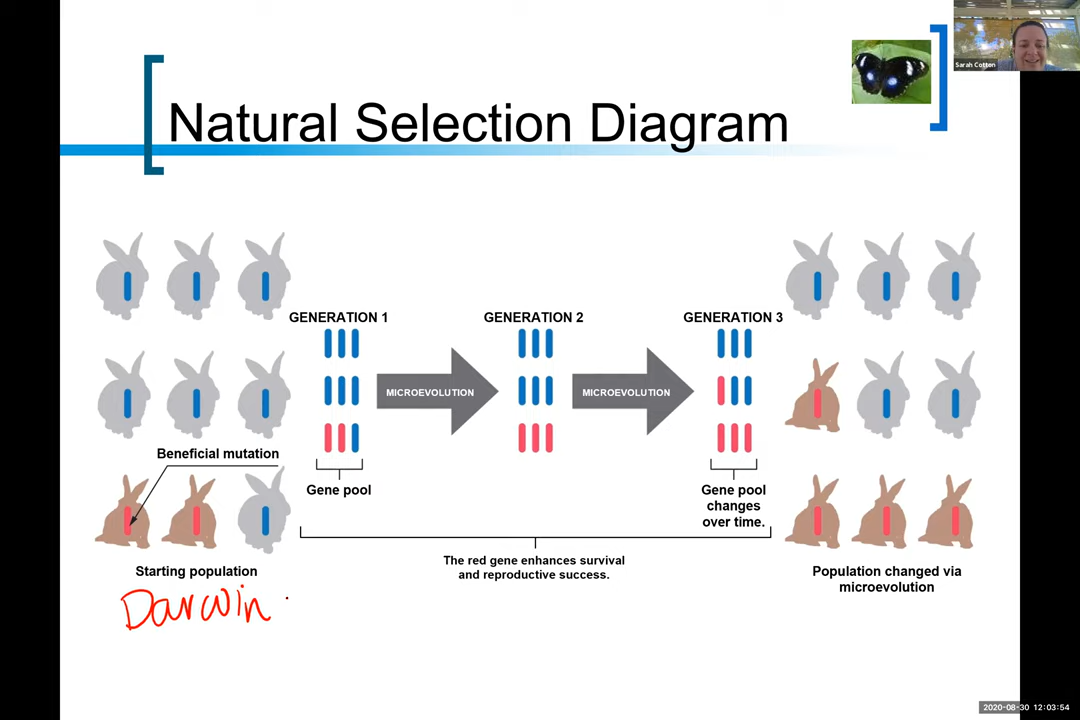 Sarah Cotten
Natural Selection Diagram
GENERATION 1
GENERATION 2
GENERATION 3
MICROEVOLUTION
MICROEVOLUTION
Beneficial mutation
Gene pool
Gene pool
changes
over time.
The red gene enhances survival
and reproductive success.
Starting population
Population changed via
microevolution
Darwin
2020-08-30 12:03:54